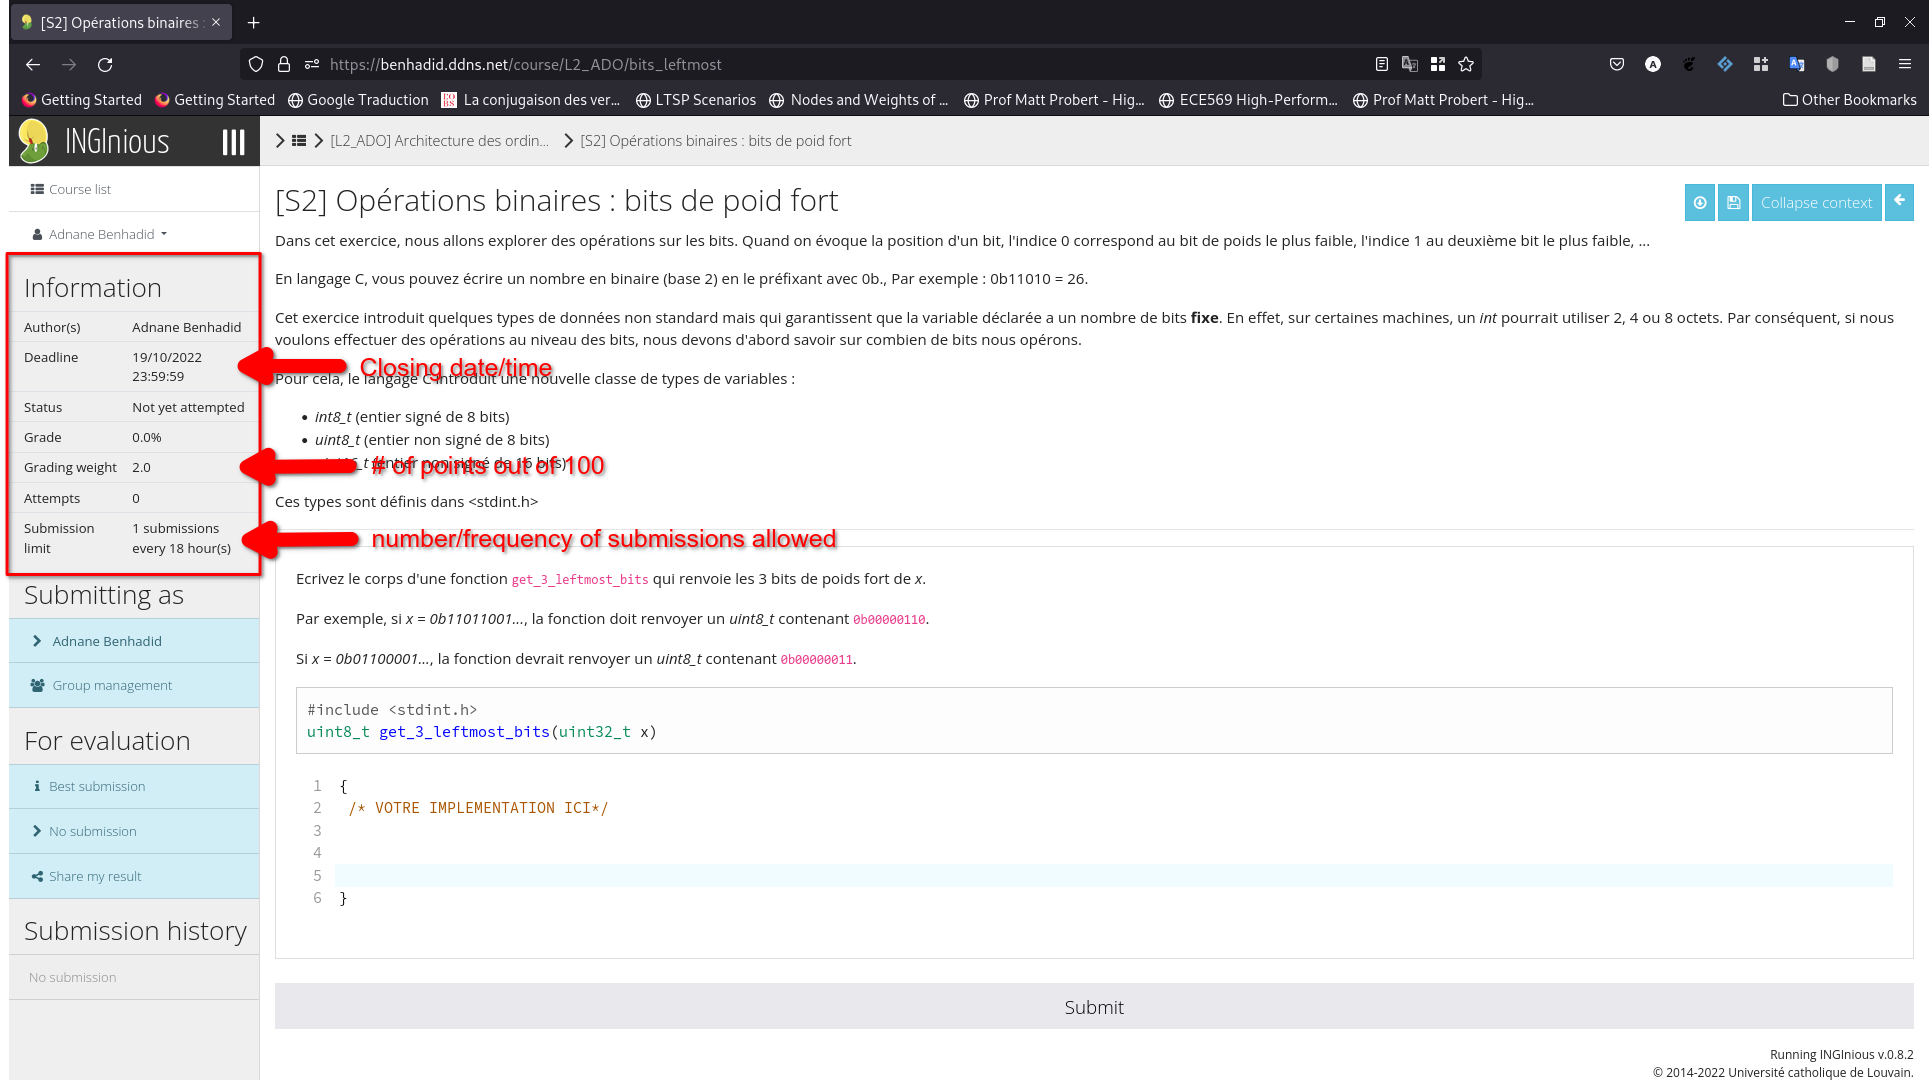 [S2] Opérations binaires :
https://benhadid.ddns.net/course/L2_ADO/bits_leftmost
Getting Started Getting Started Google Traduction La conjugaison des ver... LTSP Scenarios Nodes and Weights of ... Prof Matt Probert - Hig... ECE569 High-Perform... Prof Matt Probert - Hig... Other Bookmarks
INGInious
[L2_ADO] Architecture des ordin... [S2] Opérations binaires : bits de poid fort
Course list
Adnane Benhadid
Information
Author(s) Adnane Benhadid
Deadline 19/10/2022
23:59:59
Status Not yet attempted
Grade 0.0%
Grading weight 2.0
Attempts 0
Submission 1 submissions
limit every 18 hour(s)
Submitting as
Adnane Benhadid
Group management
For evaluation
Best submission
No submission
Share my result
Submission history
No submission
[S2] Opérations binaires : bits de poid fort
Collapse context
Dans cet exercice, nous allons explorer des opérations sur les bits. Quand on évoque la position d'un bit, l'indice 0 correspond au bit de poids le plus faible, l'indice 1 au deuxième bit le plus faible, ...
En langage C, vous pouvez écrire un nombre en binaire (base 2) en le préfixant avec 0b., Par exemple : 0b11010 = 26.
Cet exercice introduit quelques types de données non standard mais qui garantissent que la variable déclarée a un nombre de bits fixe. En effet, sur certaines machines, un int pourrait utiliser 2, 4 ou 8 octets. Par conséquent, si nous
voulons effectuer des opérations au niveau des bits, nous devons d'abord savoir sur combien de bits nous opérons.
Closing date/time
Pour cela, le langage C introduit une nouvelle classe de types de variables :
int8_t (entier signé de 8 bits)
uint8_t (entier non signé de 8 bits)
_t (entier non signé de 16 bits)
# of points out of 100
Ces types sont définis dans <stdint.h>
number/frequency of submissions allowed
Ecrivez le corps d'une fonction get_3_leftmost_bits qui renvoie les 3 bits de poids fort de x.
Par exemple, si x = 0b11011001..., la fonction doit renvoyer un uint8_t contenant 0b00000110.
Si x = 0b01100001..., la fonction devrait renvoyer un uint8_t contenant 0b00000011.
#include <stdint.h>
uint8_t get_3_leftmost_bits(uint32_t x)
1 {
2 /* VOTRE IMPLEMENTATION ICI*/
3
4
5
6 }
Submit
Running INGInious v.0.8.2
© 2014-2022 Université catholique de Louvain.